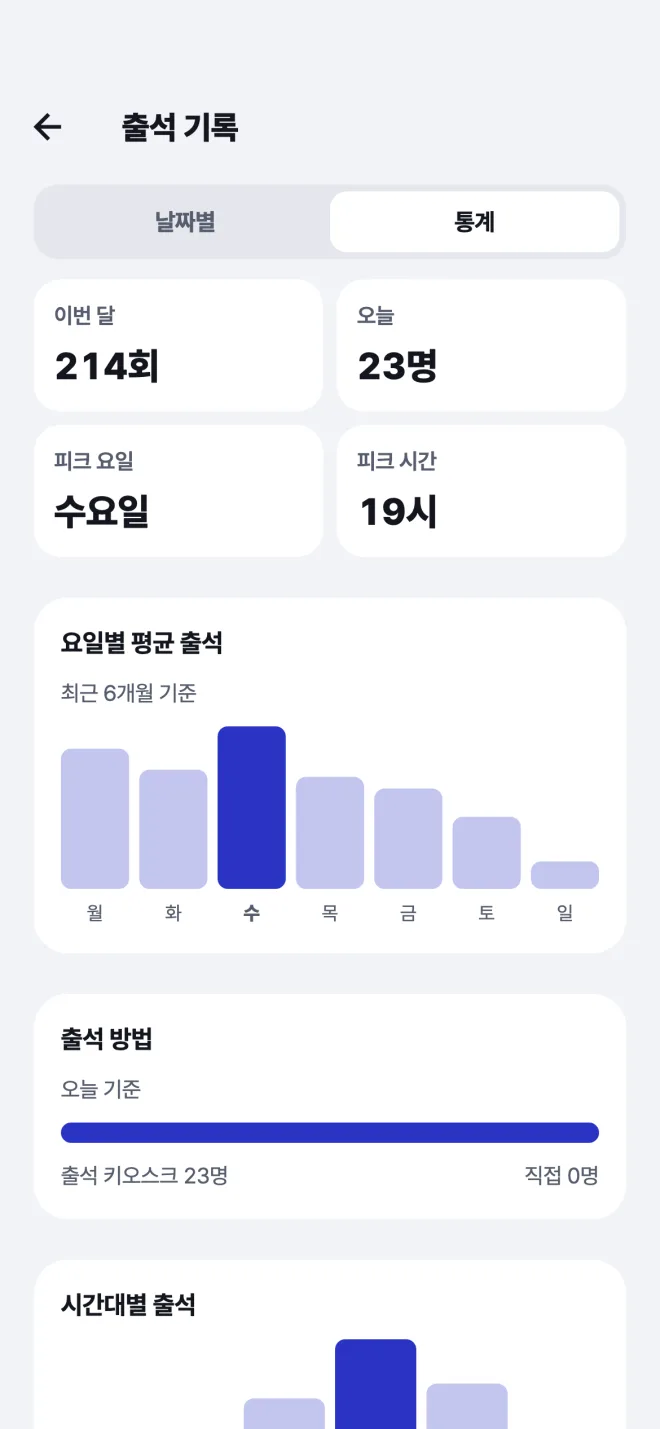 출석 기록
날짜별 통계
이번 달 오늘
214회 23명
피크 요일 피크 시간
수요일 19시
요일별 평균 출석
최근 6개월 기준
월 화 수 목 금 토 일
출석 방법
오늘 기준
출석 키오스크 23명 직접 0명
시간대별 출석